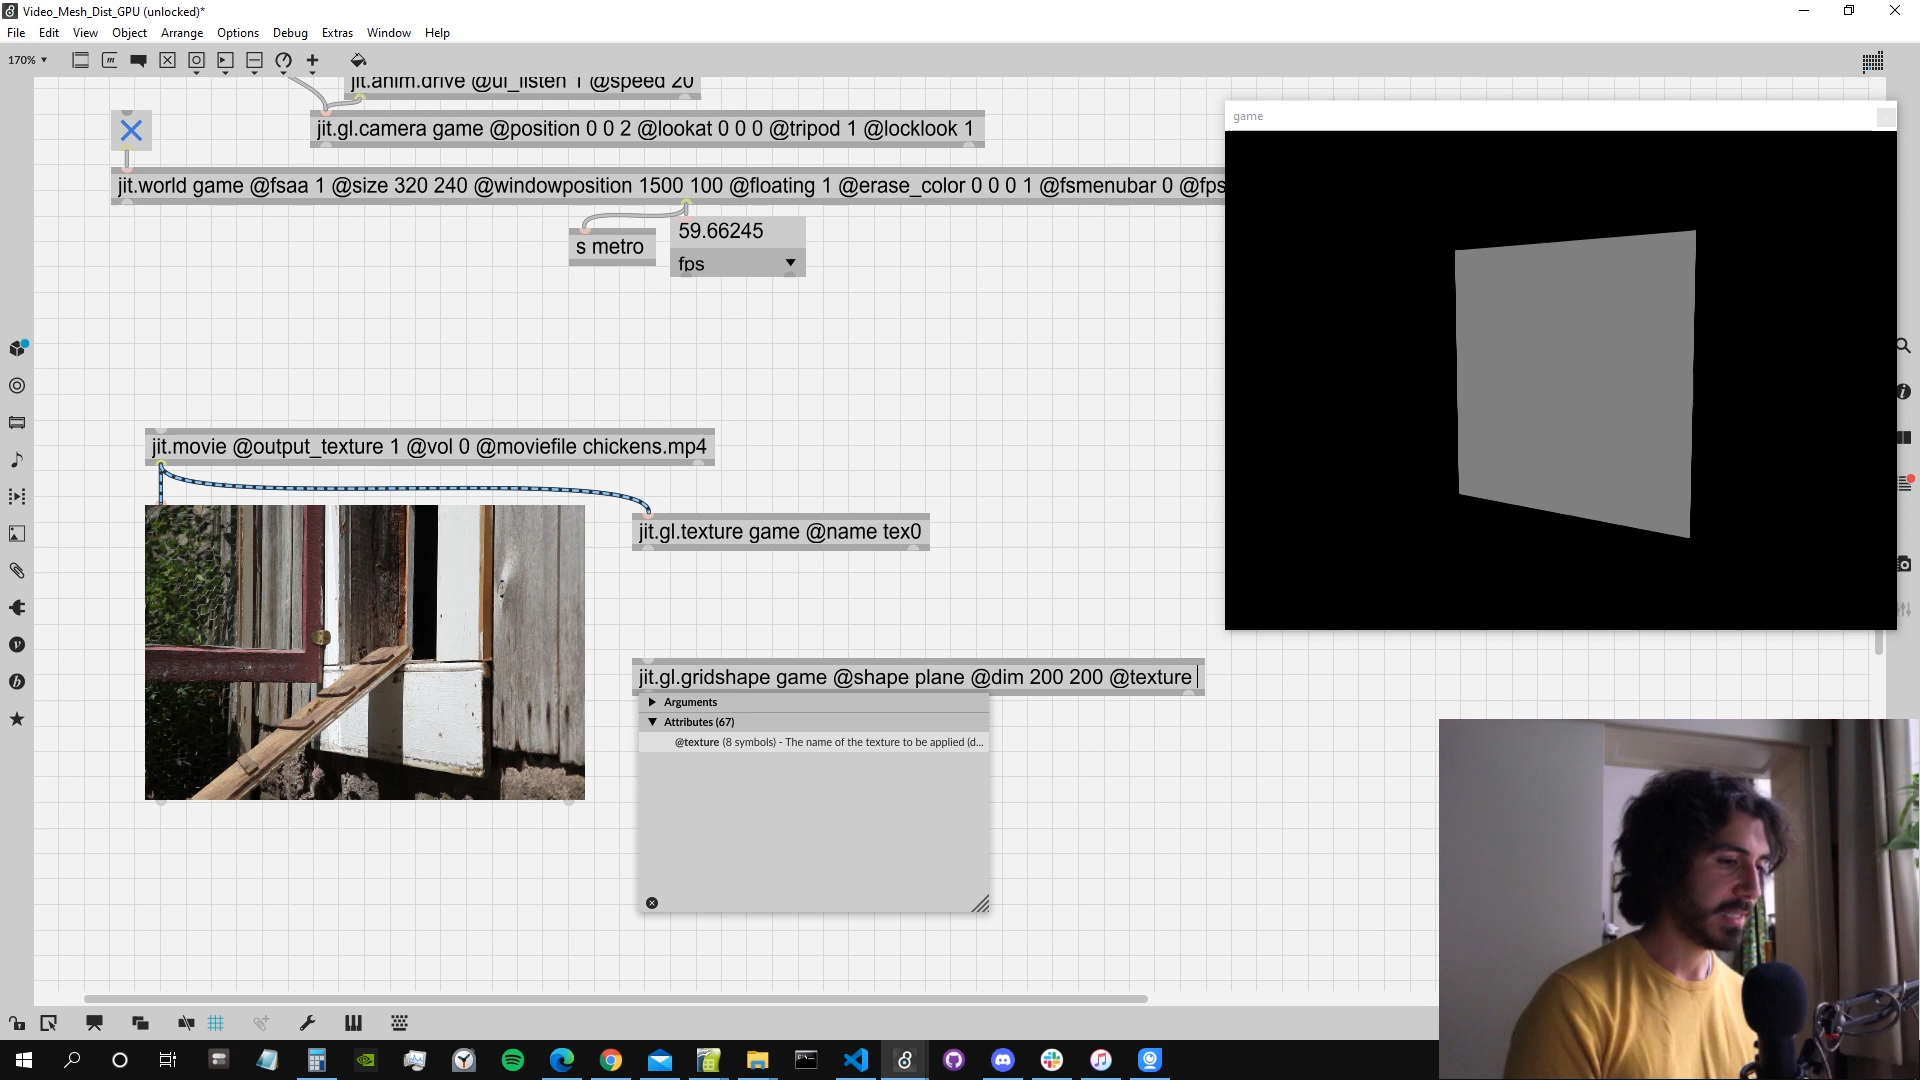 Video_Mesh_Dist_GPU (unlocked)*
File Edit View Object Arrange Options Debug Extras Window Help
170%
jit.anim.drive @ui_listen 1 @speed 20
jit.gl.camera game @position 0 0 2 @lookat 0 0 0 @tripod 1 @locklook 1
jit.world game @fsaa 1 @size 320 240 @windowposition 1500 100 @floating 1 @erase_color 0 0 0 1 @fsmenubar 0 @fps
game
59.66245
s metro
fps
jit.movie @output_texture 1 @vol 0 @moviefile chickens.mp4
jit.gl.texture game @name tex0
jit.gl.gridshape game @shape plane @dim 200 200 @texture
Arguments
Attributes (67)
@texture (8 symbols) - The name of the texture to be applied (d...